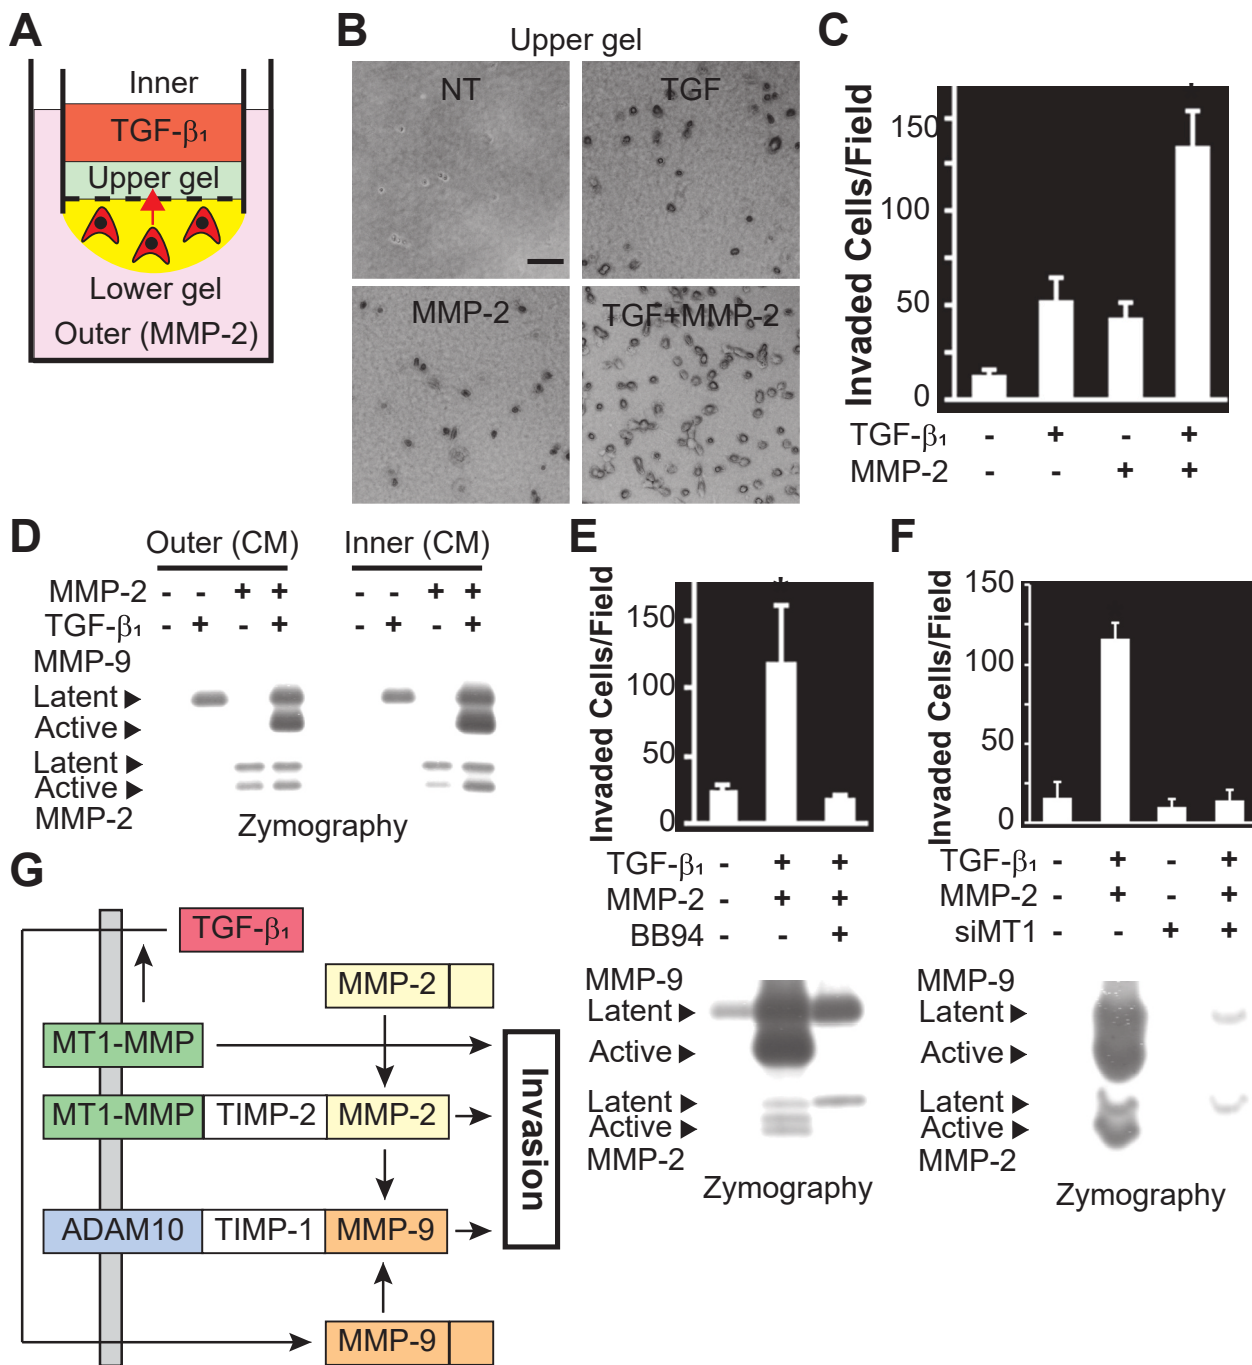 A
Inner
TGF-β₁
Upper gel
Lower gel
Outer (MMP-2)
B
Upper gel
NT
TGF
MMP-2
TGF+MMP-2
C
Invaded Cells/Field
150
100
50
0
TGF-β₁ - + - +
MMP-2 - - + +
D
Outer (CM) Inner (CM)
MMP-2 - - + + - - + +
TGF-β₁ - + - + - + - +
MMP-9
Latent
Active
Latent
Active
MMP-2
Zymography
E
Invaded Cells/Field
*
150
100
50
0
TGF-β₁ - + +
MMP-2 - + +
BB94 - - +
MMP-9
Latent
Active
Latent
Active
MMP-2
Zymography
F
Invaded Cells/Field
150
100
50
0
TGF-β₁ - + - +
MMP-2 - + - +
siMT1 - - + +
MMP-9
Latent
Active
Latent
Active
MMP-2
Zymography
G
TGF-β₁
MMP-2
MT1-MMP
MT1-MMP TIMP-2 MMP-2
ADAM10 TIMP-1 MMP-9
MMP-9
Invasion